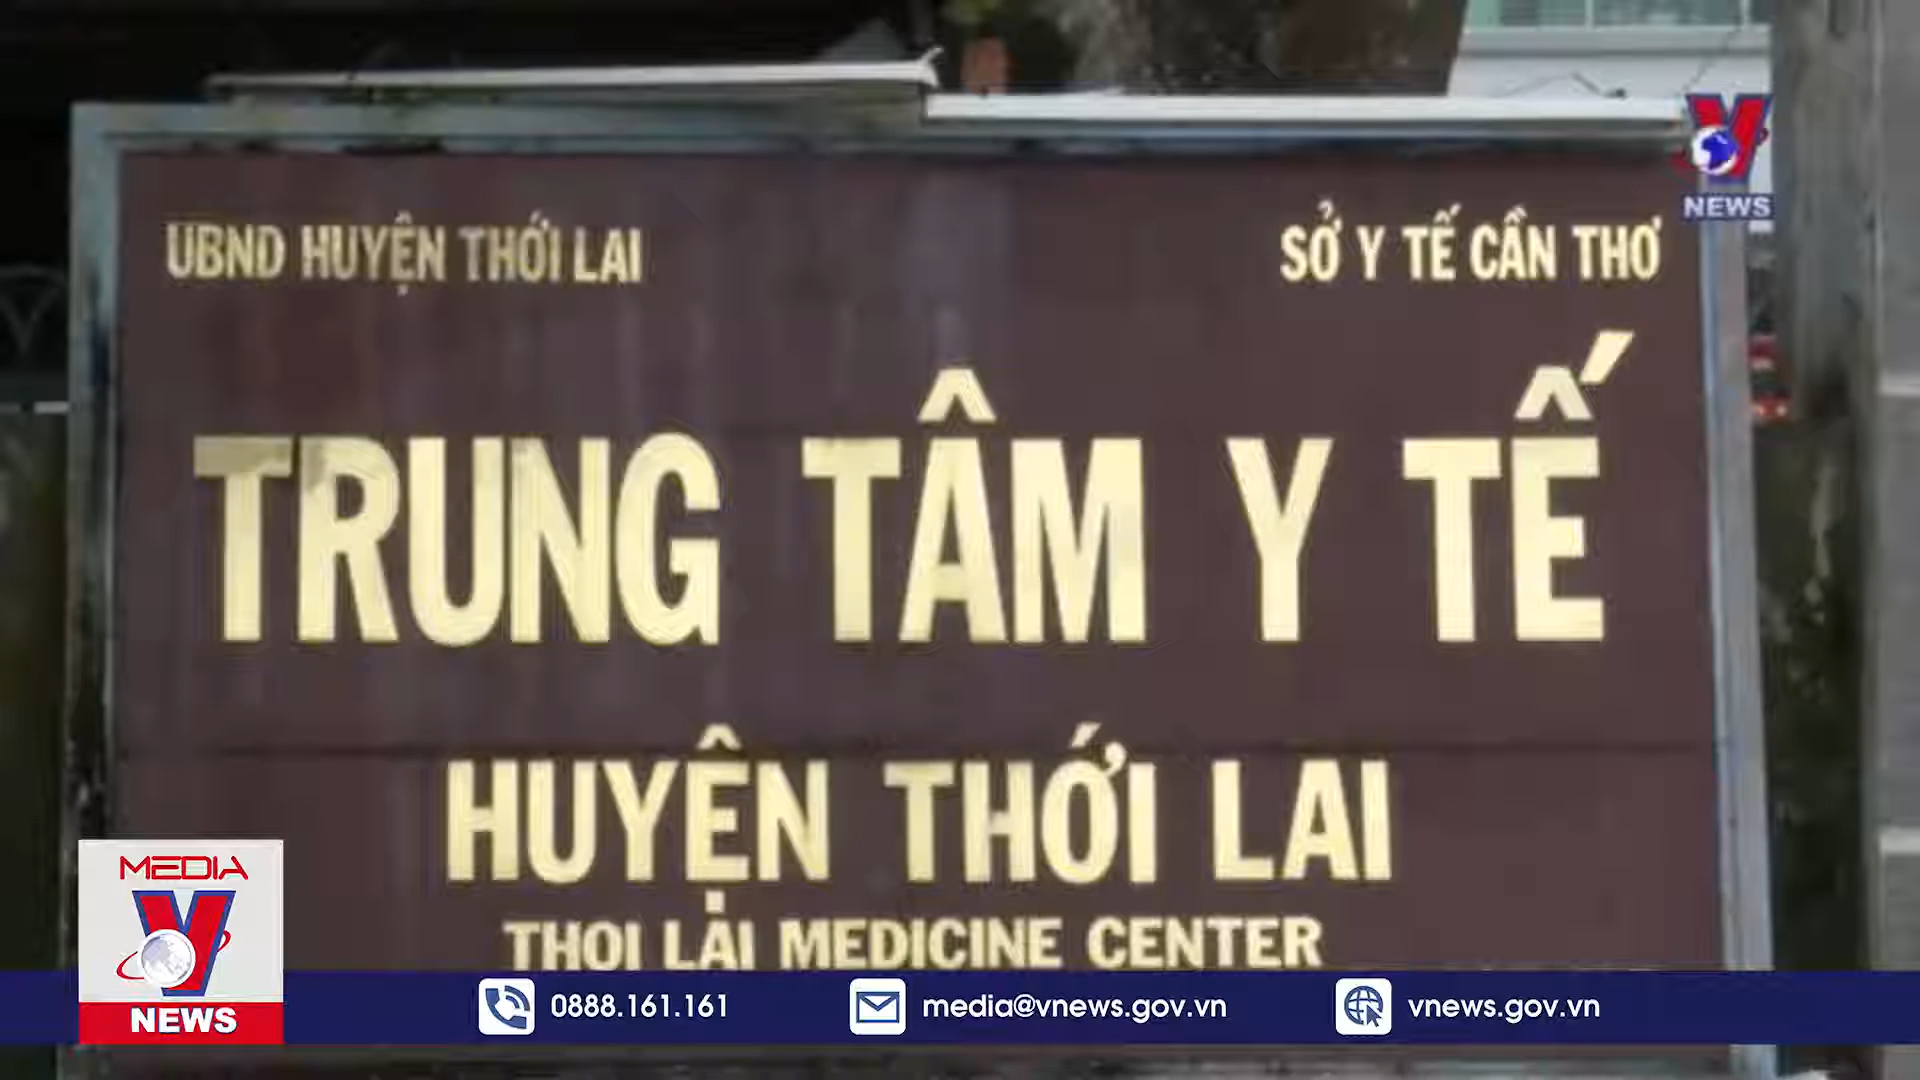 UBND HUYỆN THỚI LAI
SỞ Y TẾ CẦN THƠ
NEWS
TRUNG TÂM Y TẾ
HUYỆN THỚI LAI
THOI LAI MEDICINE CENTER
MEDIA
NEWS
0888.161.161
media@vnews.gov.vn
vnews.gov.vn